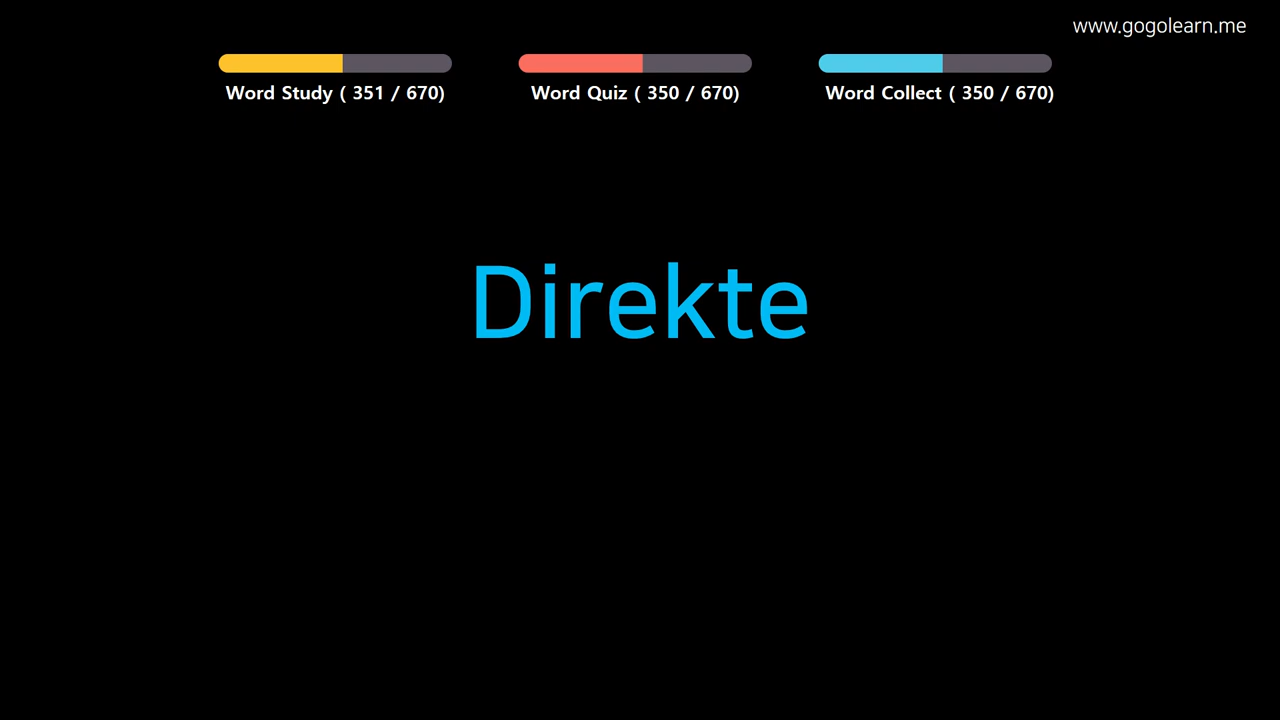 www.gogolearn.me
Word Study ( 351 / 670)
Word Quiz ( 350 / 670)
Word Collect ( 350 / 670)
Direkte